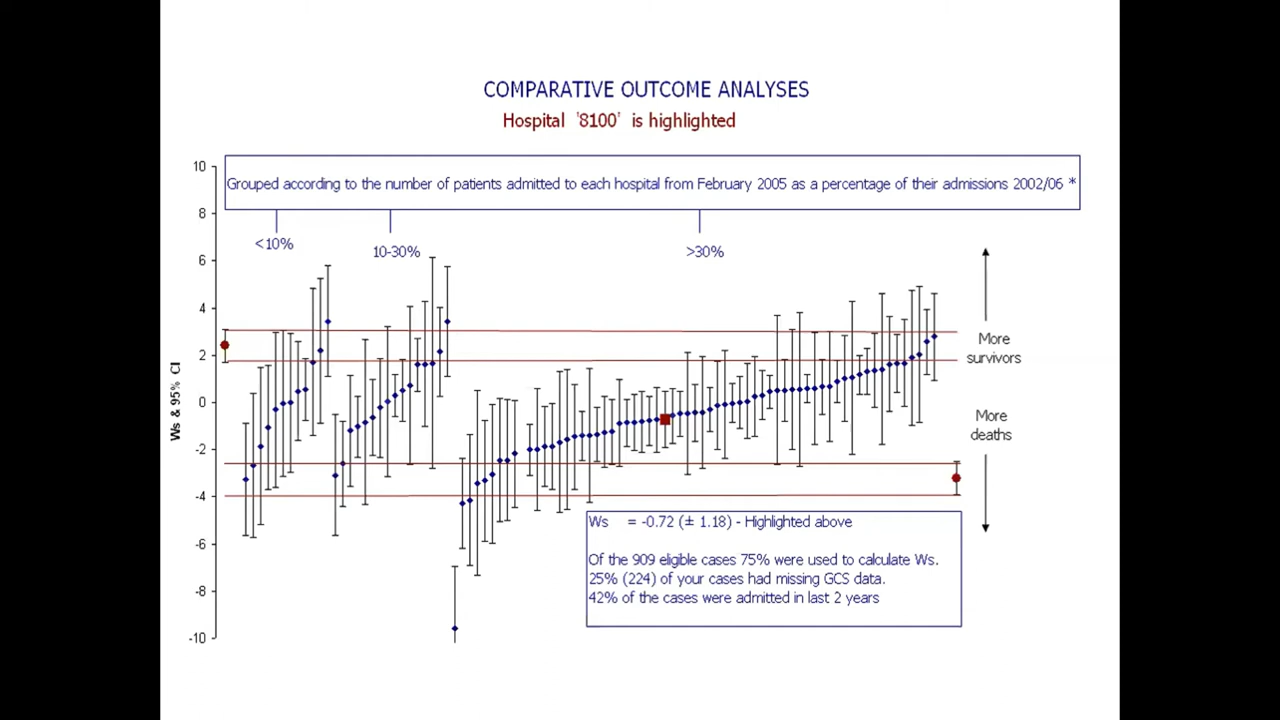 COMPARATIVE OUTCOME ANALYSES
Hospital '8100' is highlighted
Grouped according to the number of patients admitted to each hospital from February 2005 as a percentage of their admissions 2002/06 *
<10%
10-30%
>30%
10
8
6
4
2
0
-2
-4
-6
-8
-10
Ws & 95% CI
More
survivors
More
deaths
Ws = -0.72 (± 1.18) - Highlighted above
Of the 909 eligible cases 75% were used to calculate Ws.
25% (224) of your cases had missing GCS data.
42% of the cases were admitted in last 2 years